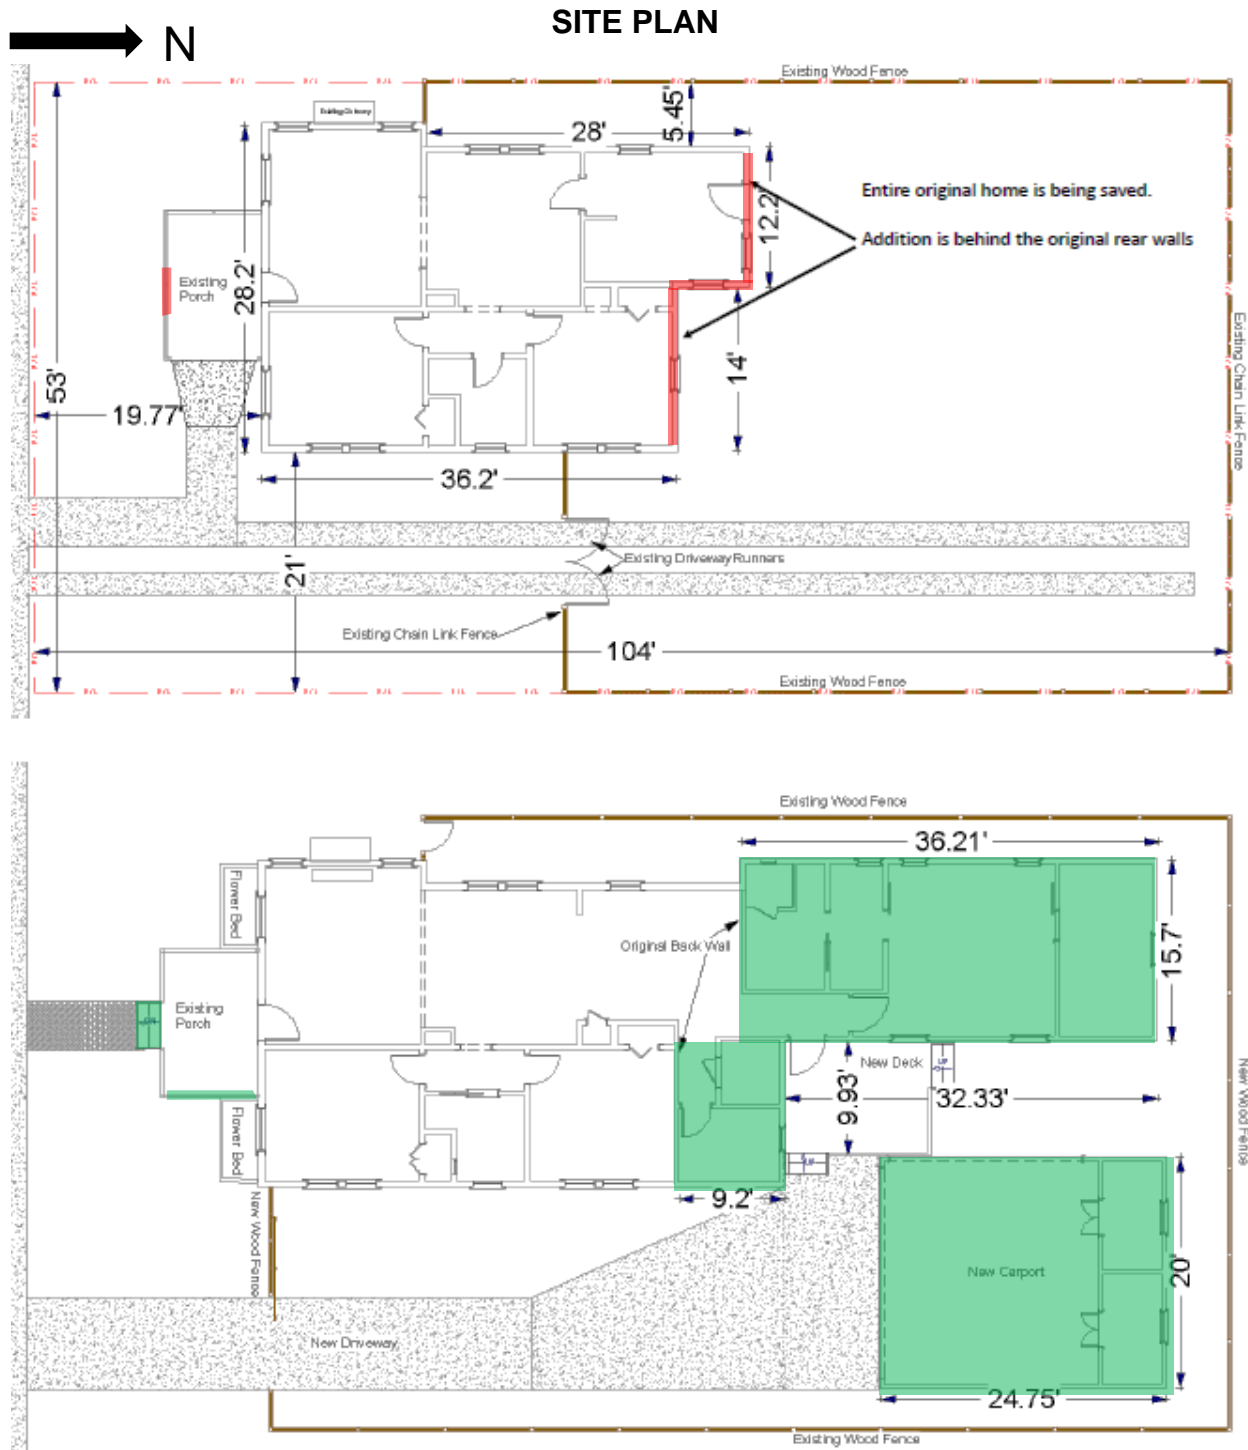 SITE PLAN
N
Existing Wood Fence
28'
5.45'
12.2'
Entire original home is being saved.
Addition is behind the original rear walls
Existing
Porch
28.2'
53'
19.77'
14'
36.2'
Existing Chain Link Fence
21'
Existing Driveway Runners
Existing Chain Link Fence
104'
Existing Wood Fence
Existing Wood Fence
36.21'
Flower Bed
Original Back Wall
15.7'
Existing
Porch
New Deck
9.93'
32.33'
New Wood Fence
Flower Bed
9.2'
New Wood Fence
New Carport
20'
New Driveway
24.75'
Existing Wood Fence